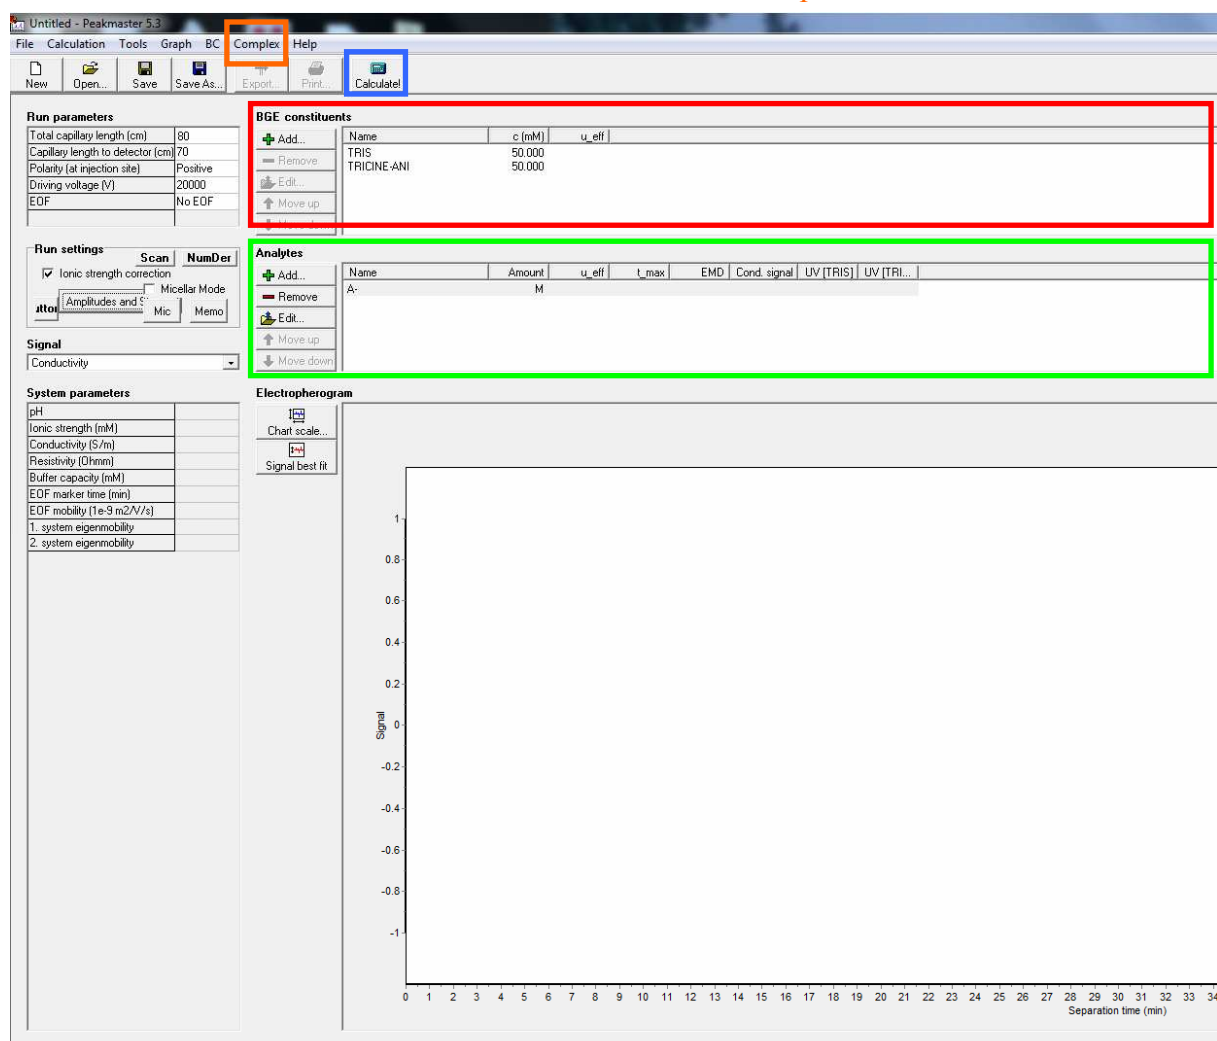 Untitled - Peakmaster 5.3
File Calculation Tools Graph BC Complex Help
New Open... Save Save As... Export... Print... Calculate!
Run parameters
Total capillary length (cm) 80
Capillary length to detector (cm) 70
Polarity (at injection site) Positive
Driving voltage (V) 20000
EOF No EOF
BGE constituents
Add...
Remove
Edit...
Move up
Move down
Name c (mM) u_eff
TRIS 50.000
TRICINE-ANI 50.000
Run settings
Scan NumDer
Ionic strength correction
Micellar Mode
Amplitudes and
Mic Memo
Analytes
Add...
Remove
Edit...
Move up
Move down
Name Amount u_eff t_max EMD Cond. signal UV [TRIS] UV [TRI...
A- M
Signal
Conductivity
System parameters
pH
Ionic strength (mM)
Conductivity (S/m)
Resistivity (Ohmm)
Buffer capacity (mM)
EOF marker time (min)
EOF mobility (1e-9 m2/V/s)
1. system eigenmobility
2. system eigenmobility
Electropherogram
Chart scale...
Signal best fit
Signal
1
0.8
0.6
0.4
0.2
0
-0.2
-0.4
-0.6
-0.8
-1
0 1 2 3 4 5 6 7 8 9 10 11 12 13 14 15 16 17 18 19 20 21 22 23 24 25 26 27 28 29 30 31 32 33 34
Separation time (min)